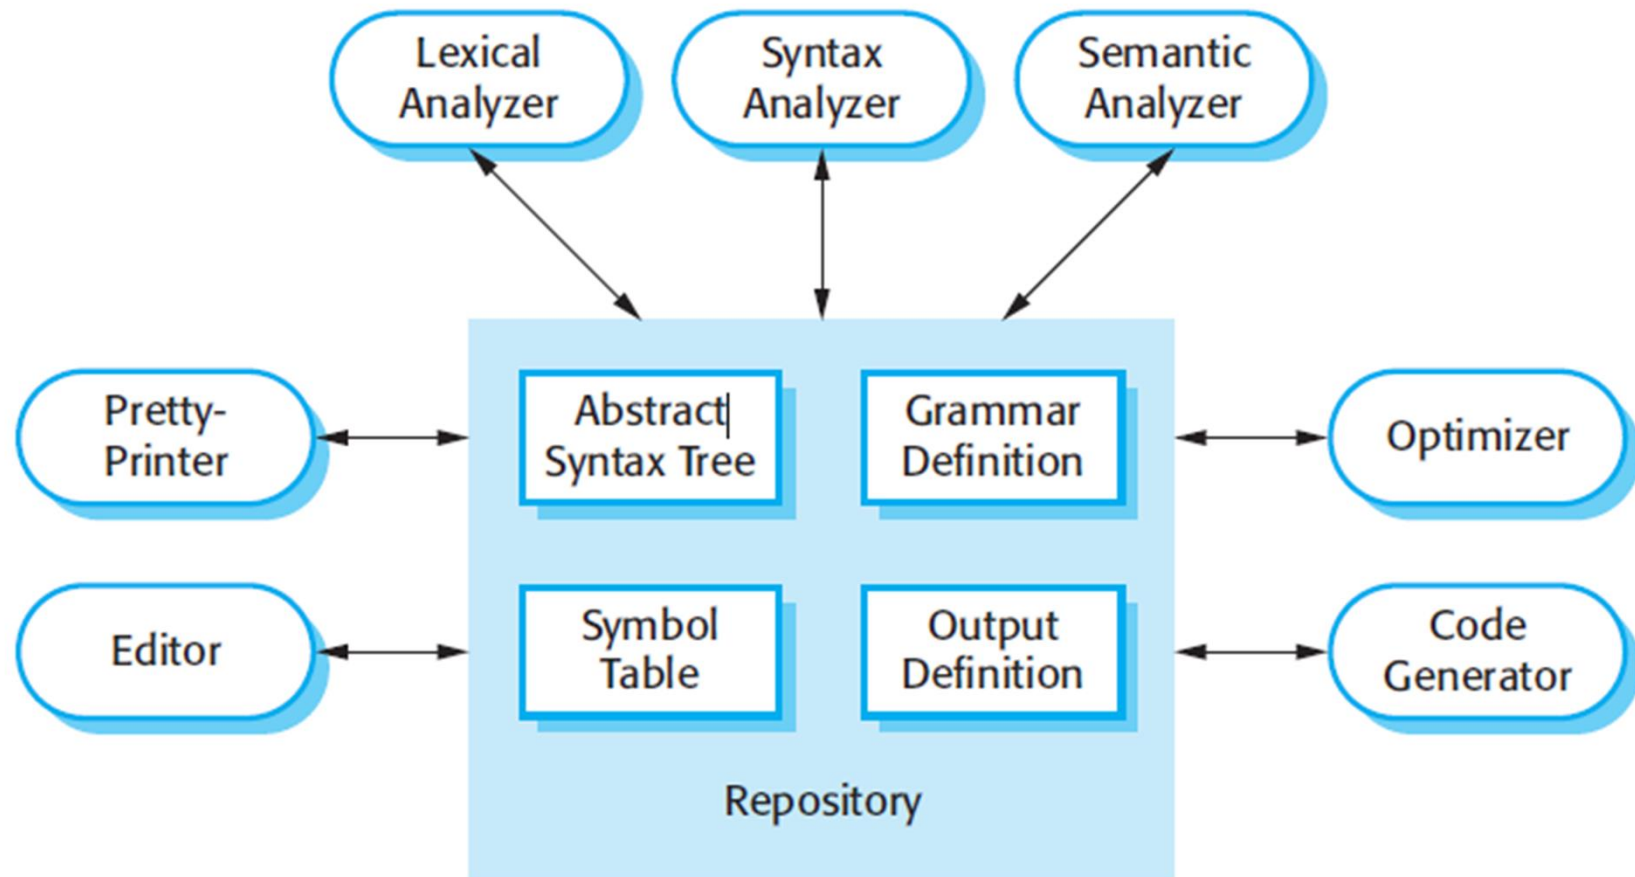 Lexical
Analyzer
Syntax
Analyzer
Semantic
Analyzer
Pretty-
Printer
Abstract
Syntax Tree
Grammar
Definition
Optimizer
Editor
Symbol
Table
Output
Definition
Code
Generator
Repository